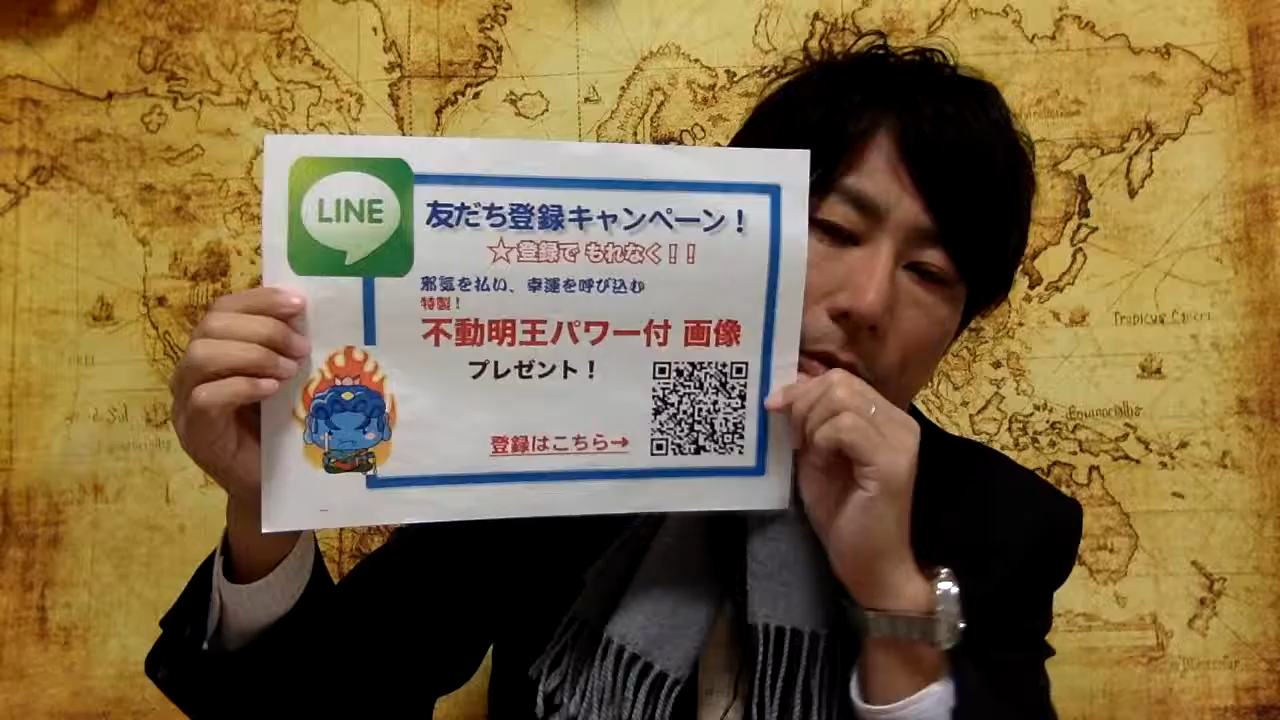 LINE
友だち登録キャンペーン!
☆登録で もれなく!!
邪気を払い、幸運を呼び込む
特製!
不動明王パワー付 画像
プレゼント!
登録はこちら→
Tropicus Cancri